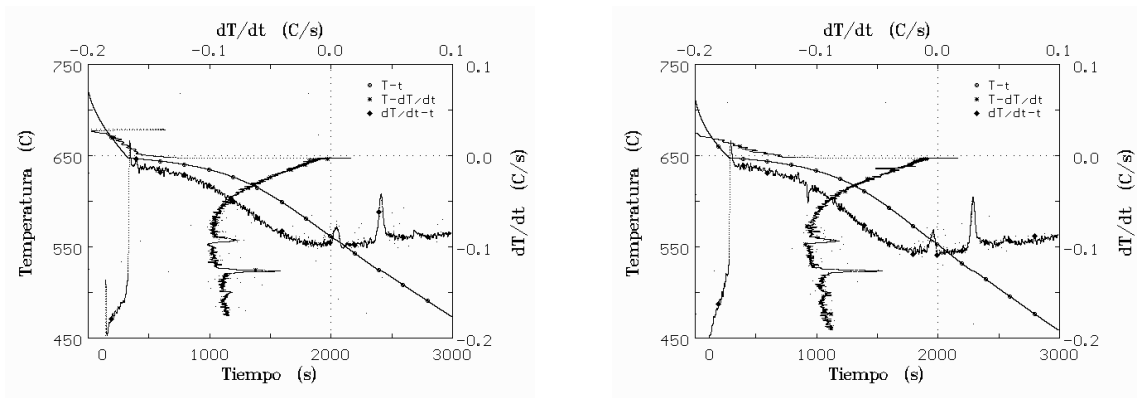 dT/dt (C/s)
-0.2 -0.1 0.0 0.1
750 0.1
T-t
T-dT/dt
dT/dt-t
650 0.0
Temperatura (C)
dT/dt (C/s)
550 -0.1
450 -0.2
0 1000 2000 3000
Tiempo (s)
dT/dt (C/s)
-0.2 -0.1 0.0 0.1
750 0.1
T-t
T-dT/dt
dT/dt-t
650 0.0
Temperatura (C)
dT/dt (C/s)
550 -0.1
450 -0.2
0 1000 2000 3000
Tiempo (s)